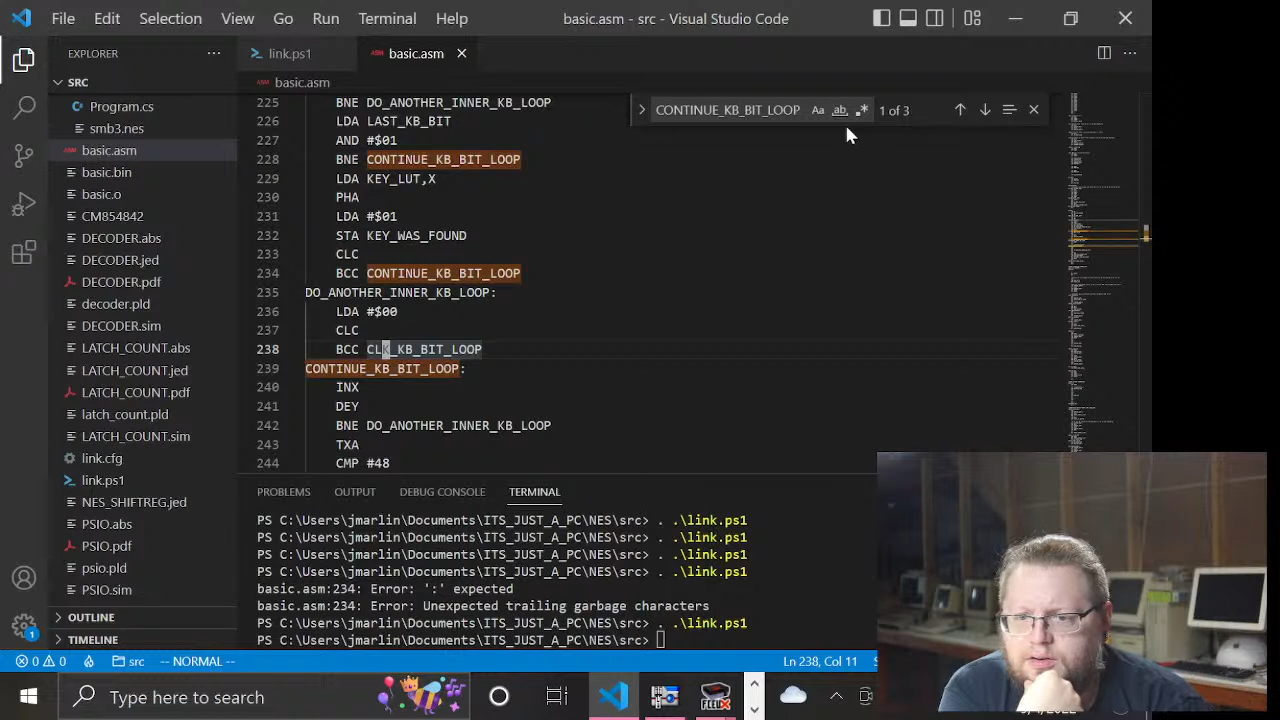 File Edit Selection View Go Run Terminal Help basic.asm - src - Visual Studio Code
EXPLORER
link.ps1 basic.asm
SRC
basic.asm
Program.cs
smb3.nes
basic.asm
basic.bin
basic.o
CM854842
DECODER.abs
DECODER.jed
DECODER.pdf
decoder.pld
DECODER.sim
LATCH_COUNT.abs
LATCH_COUNT.jed
LATCH_COUNT.pdf
latch_count.pld
LATCH_COUNT.sim
link.cfg
link.ps1
NES_SHIFTREG.jed
PSIO.abs
PSIO.pdf
psio.pld
PSIO.sim
OUTLINE
TIMELINE
CONTINUE_KB_BIT_LOOP Aa ab 1 of 3
225 BNE DO_ANOTHER_INNER_KB_LOOP
226 LDA LAST_KB_BIT
227 AND
228 BNE CONTINUE_KB_BIT_LOOP
229 LDA KEY_LUT,X
230 PHA
231 LDA #$01
232 STA KEY_WAS_FOUND
233 CLC
234 BCC CONTINUE_KB_BIT_LOOP
235 DO_ANOTHER_INNER_KB_LOOP:
236 LDA #$00
237 CLC
238 BCC CLK_KB_BIT_LOOP
239 CONTINUE_KB_BIT_LOOP:
240 INX
241 DEY
242 BNE DO_ANOTHER_INNER_KB_LOOP
243 TXA
244 CMP #48
PROBLEMS OUTPUT DEBUG CONSOLE TERMINAL
PS C:\Users\jmarlin\Documents\ITS_JUST_A_PC\NES\src> . .\link.ps1
PS C:\Users\jmarlin\Documents\ITS_JUST_A_PC\NES\src> . .\link.ps1
PS C:\Users\jmarlin\Documents\ITS_JUST_A_PC\NES\src> . .\link.ps1
PS C:\Users\jmarlin\Documents\ITS_JUST_A_PC\NES\src> . .\link.ps1
basic.asm:234: Error: ':' expected
basic.asm:234: Error: Unexpected trailing garbage characters
PS C:\Users\jmarlin\Documents\ITS_JUST_A_PC\NES\src> . .\link.ps1
PS C:\Users\jmarlin\Documents\ITS_JUST_A_PC\NES\src>
0 0 src -- NORMAL -- Ln 238, Col 11
1
Type here to search